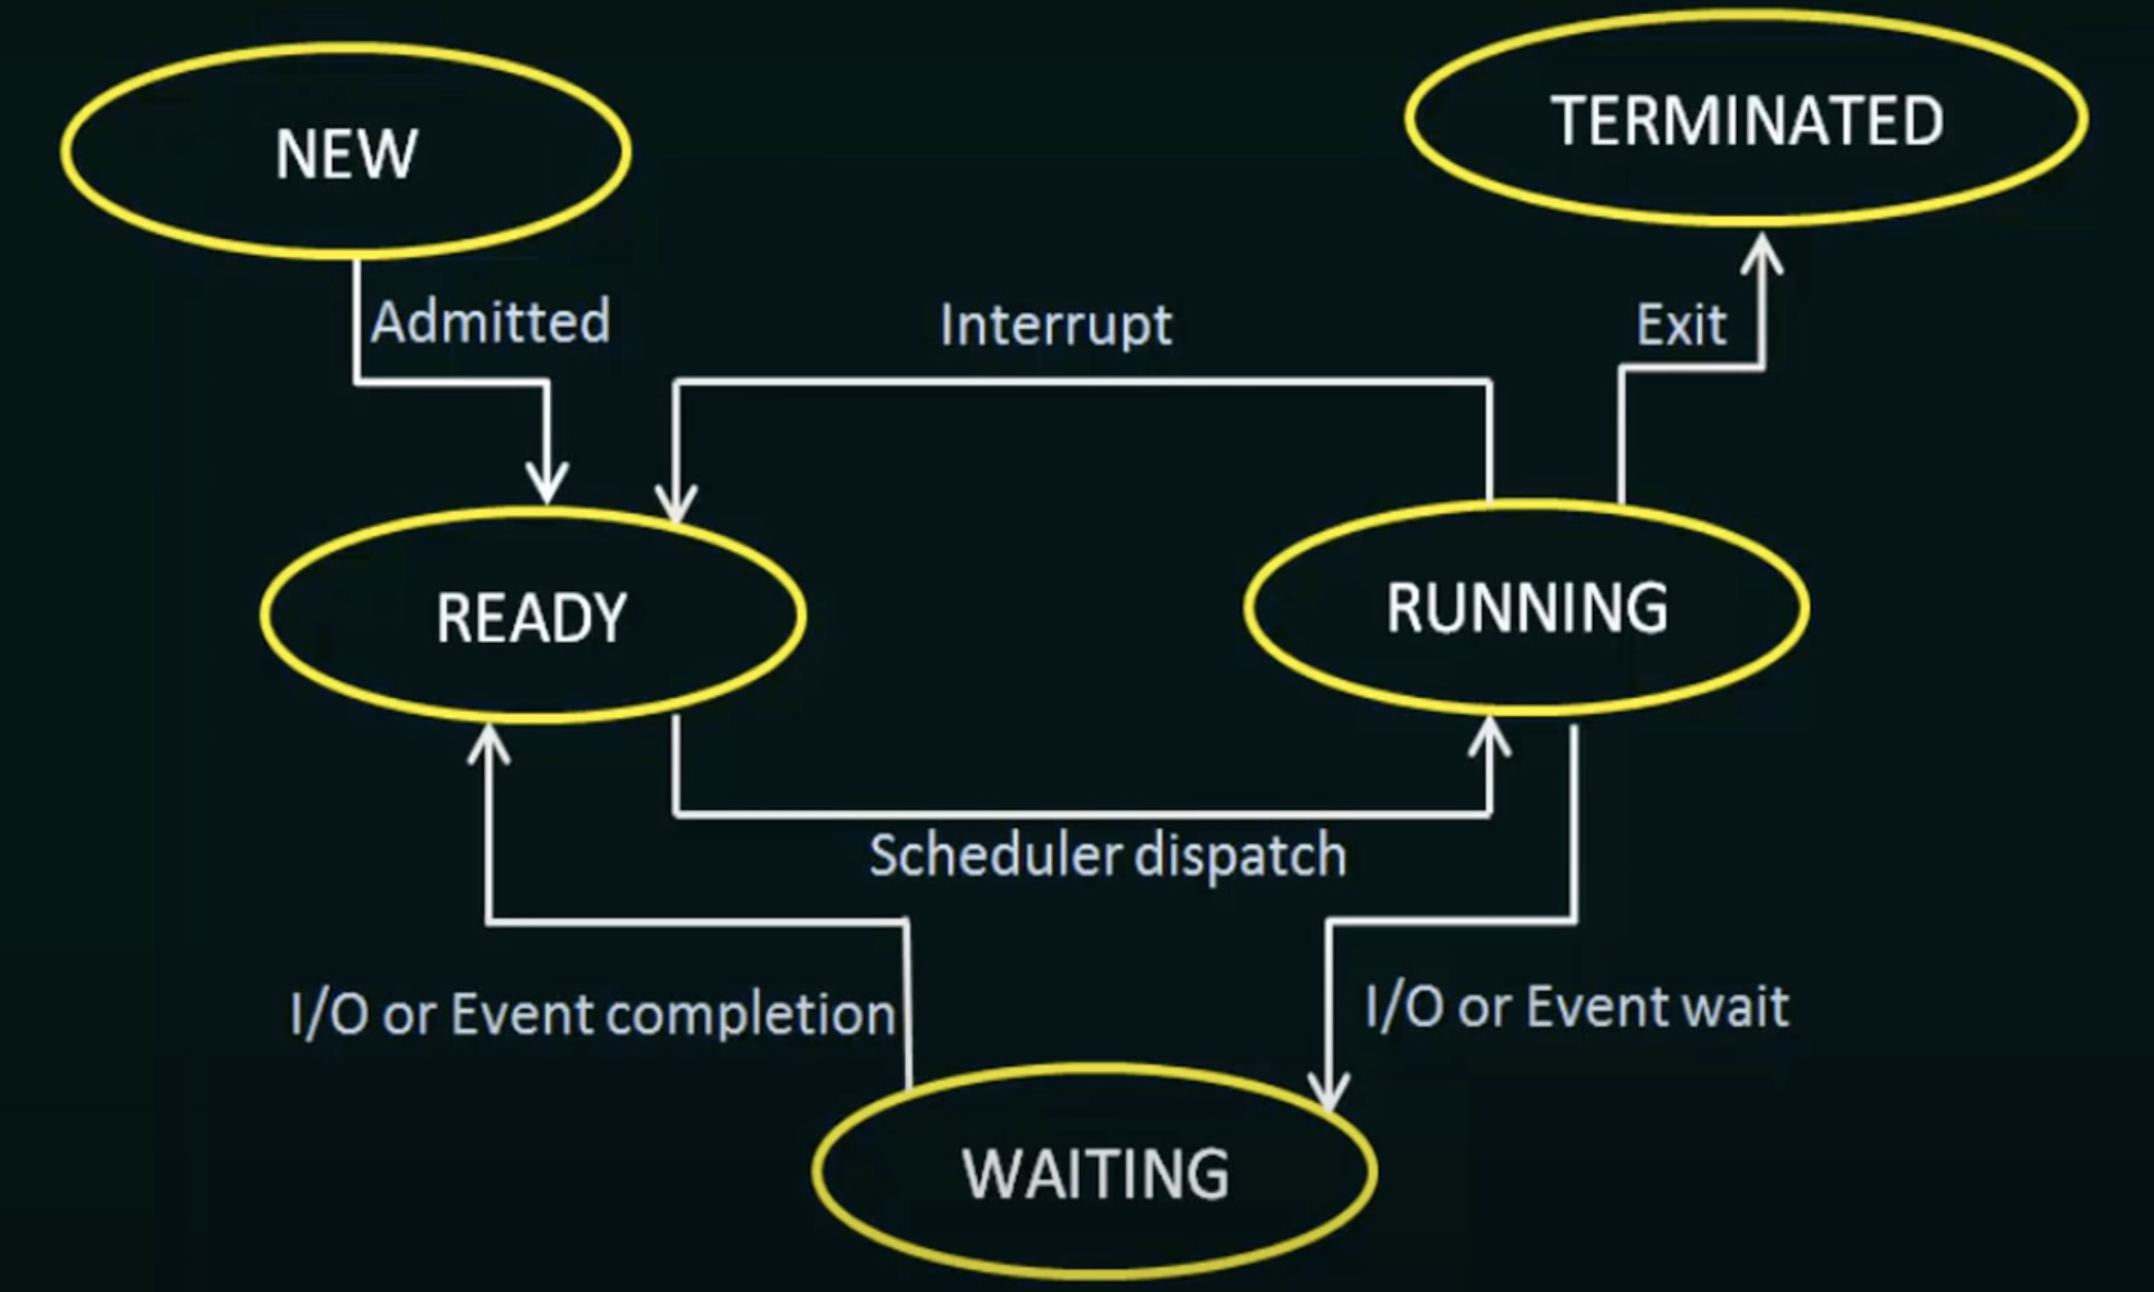 NEW
TERMINATED
Admitted
Interrupt
Exit
READY
RUNNING
Scheduler dispatch
I/O or Event completion
I/O or Event wait
WAITING